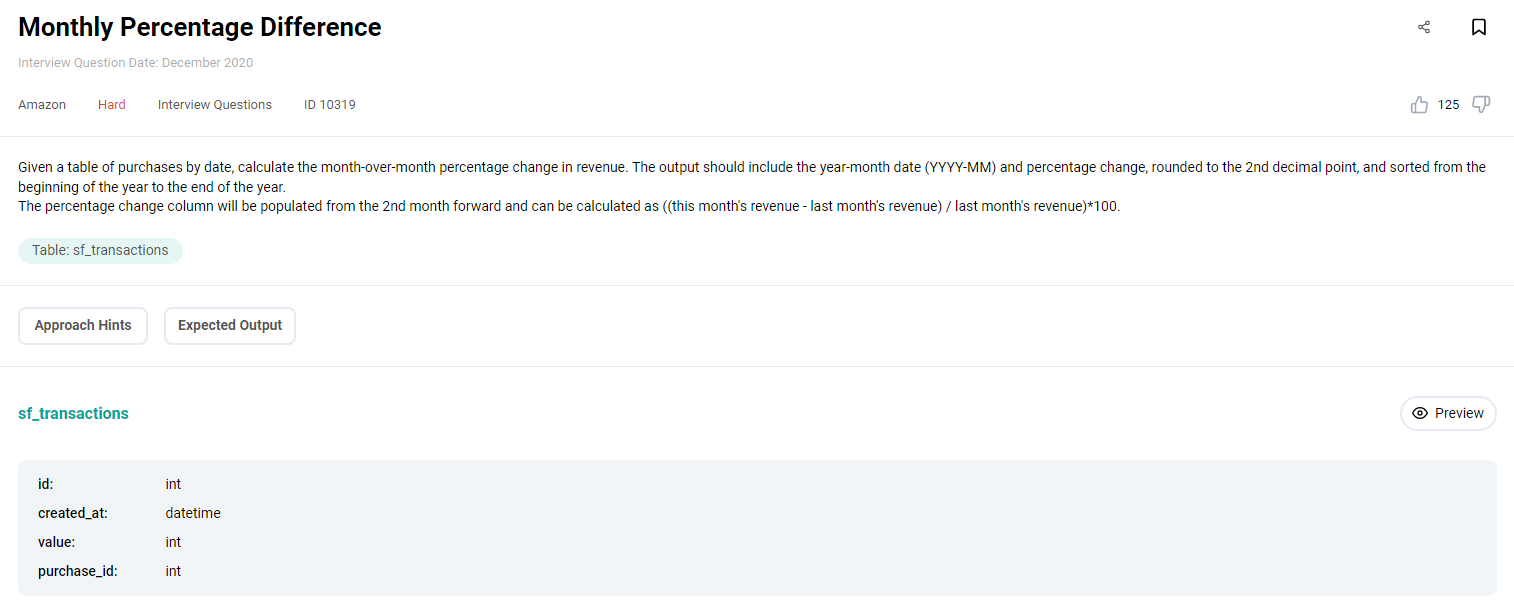 Monthly Percentage Difference
Interview Question Date: December 2020
Amazon Hard Interview Questions ID 10319 125
Given a table of purchases by date, calculate the month-over-month percentage change in revenue. The output should include the year-month date (YYYY-MM) and percentage change, rounded to the 2nd decimal point, and sorted from the
beginning of the year to the end of the year.
The percentage change column will be populated from the 2nd month forward and can be calculated as ((this month's revenue - last month's revenue) / last month's revenue)*100.
Table: sf_transactions
Approach Hints Expected Output
sf_transactions Preview
id: int
created_at: datetime
value: int
purchase_id: int